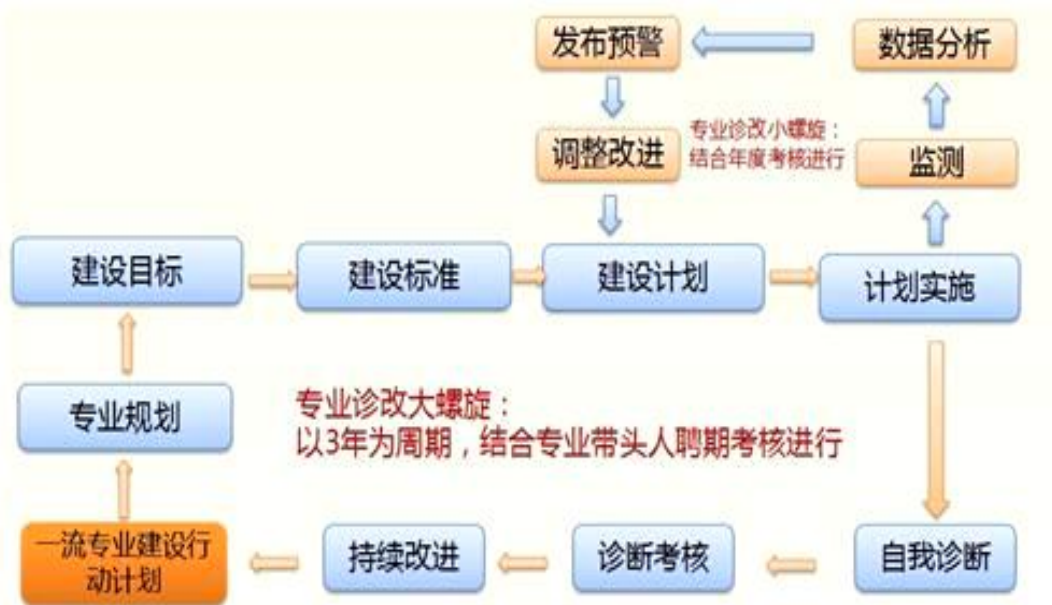 发布预警
数据分析
专业诊改小螺旋：
结合年度考核进行
调整改进
监测
建设目标
建设标准
建设计划
计划实施
专业规划
专业诊改大螺旋：
以3年为周期，结合专业带头人聘期考核进行
一流专业建设行
动计划
持续改进
诊断考核
自我诊断